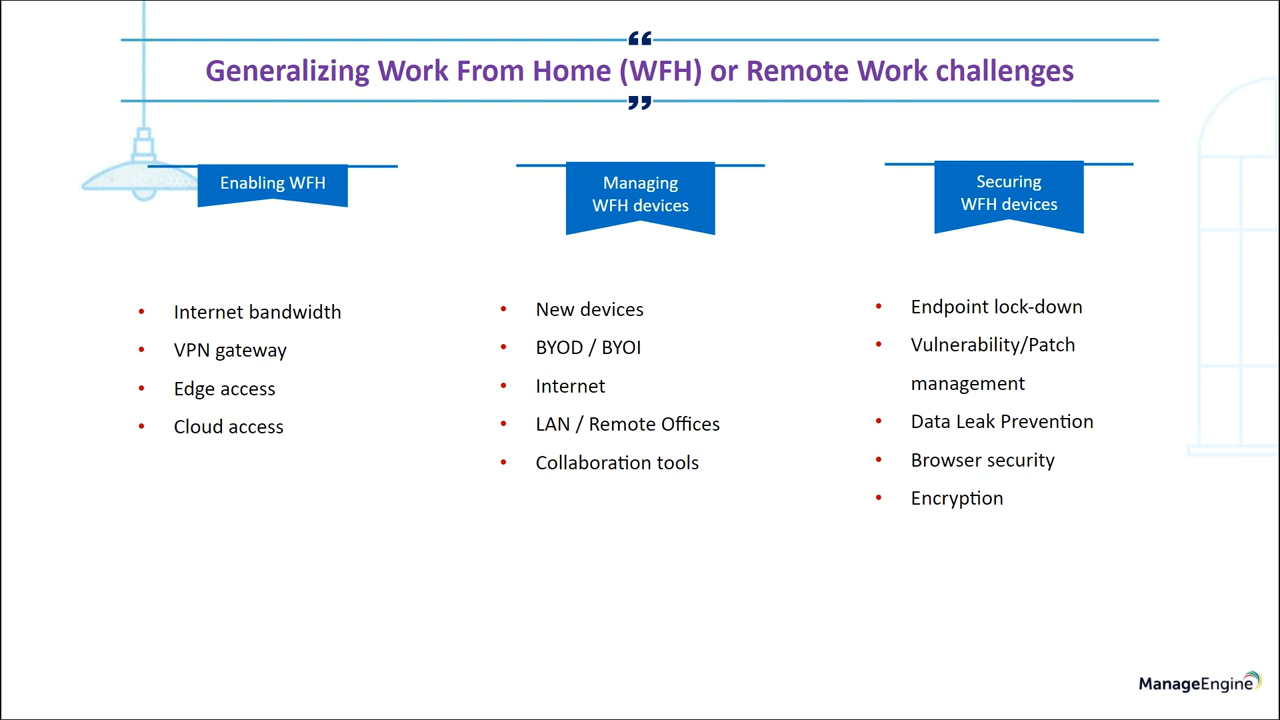 “
Generalizing Work From Home (WFH) or Remote Work challenges
”
Enabling WFH
• Internet bandwidth
• VPN gateway
• Edge access
• Cloud access
Managing
WFH devices
• New devices
• BYOD / BYOI
• Internet
• LAN / Remote Offices
• Collaboration tools
Securing
WFH devices
• Endpoint lock-down
• Vulnerability/Patch
management
• Data Leak Prevention
• Browser security
• Encryption
ManageEngine